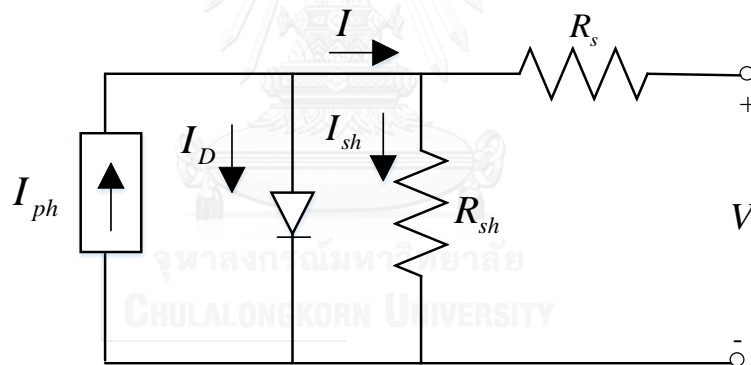 I
R_s
+
I_D
I_sh
I_ph
R_sh
V
จุฬาลงกรณ์มหาวิทยาลัย
CHULALONGKORN UNIVERSITY
-